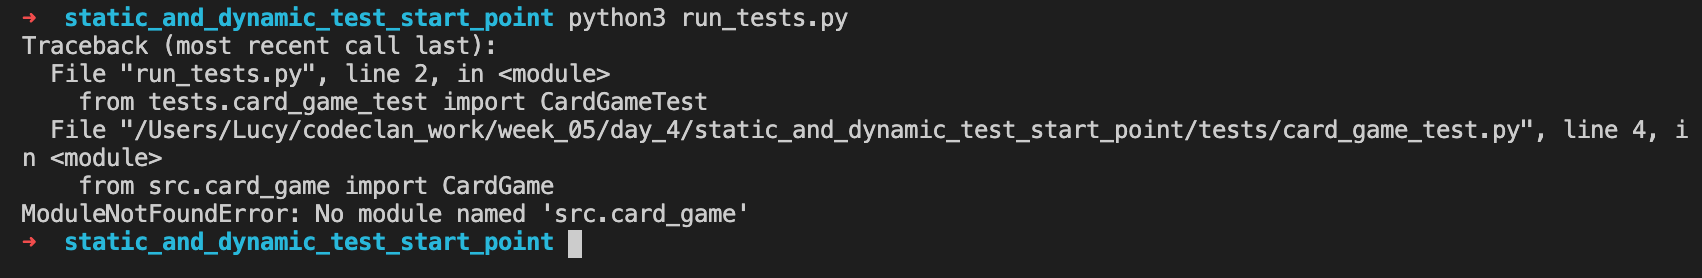 → static_and_dynamic_test_start_point python3 run_tests.py
Traceback (most recent call last):
  File "run_tests.py", line 2, in <module>
    from tests.card_game_test import CardGameTest
  File "/Users/Lucy/codeclan_work/week_05/day_4/static_and_dynamic_test_start_point/tests/card_game_test.py", line 4, i
n <module>
    from src.card_game import CardGame
ModuleNotFoundError: No module named 'src.card_game'
→ static_and_dynamic_test_start_point